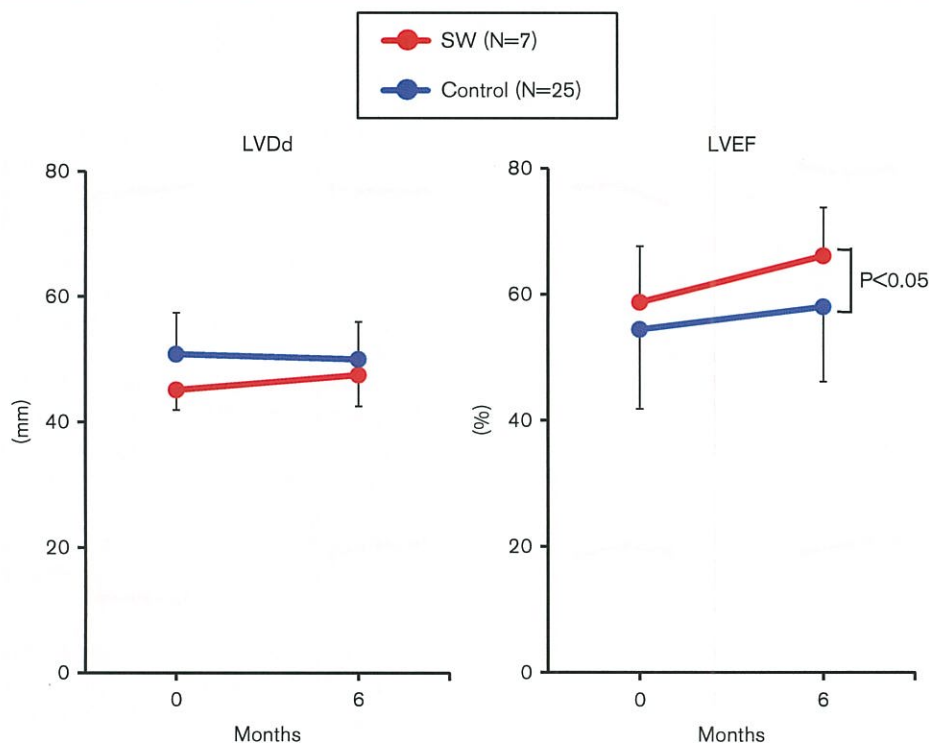 SW (N=7)
Control (N=25)
LVDd
80
60
40
20
0
(mm)
0
6
Months
LVEF
80
60
40
20
0
(%)
P<0.05
0
6
Months